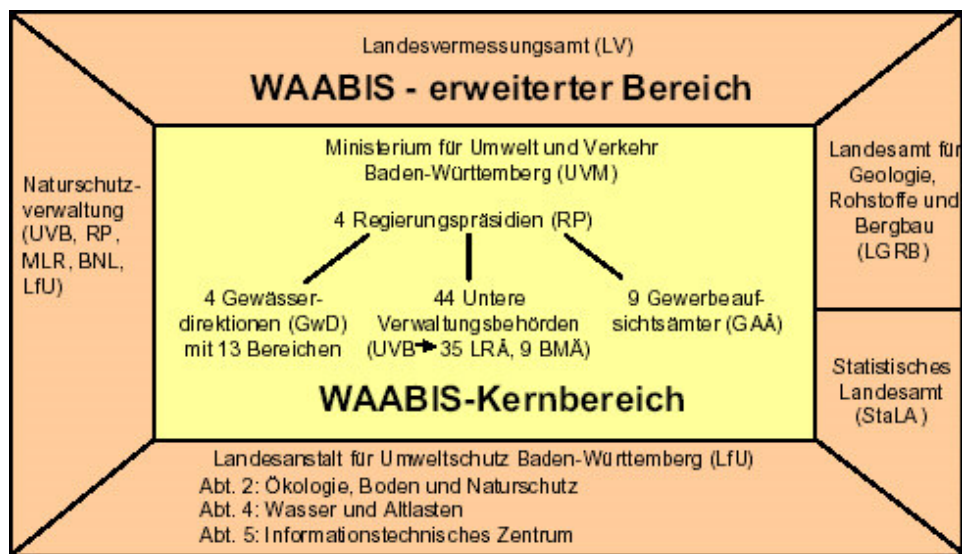 Landesvermessungsamt (LV)
WAABIS - erweiterter Bereich
Ministerium für Umwelt und Verkehr
Baden-Württemberg (UVM)
4 Regierungspräsidien (RP)
4 Gewässer-
direktionen (GwD)
mit 13 Bereichen
44 Untere
Verwaltungsbehörden
(UVB 35 LRÄ, 9 BMÄ)
9 Gewerbeauf-
sichtsämter (GAÄ)
WAABIS-Kernbereich
Naturschutz-
verwaltung
(UVB, RP,
MLR, BNL,
LfU)
Landesamt für
Geologie,
Rohstoffe und
Bergbau
(LGRB)
Statistisches
Landesamt
(StaLA)
Landesanstalt für Umweltschutz Baden-Württemberg (LfU)
Abt. 2: Ökologie, Boden und Naturschutz
Abt. 4: Wasser und Altlasten
Abt. 5: Informationstechnisches Zentrum